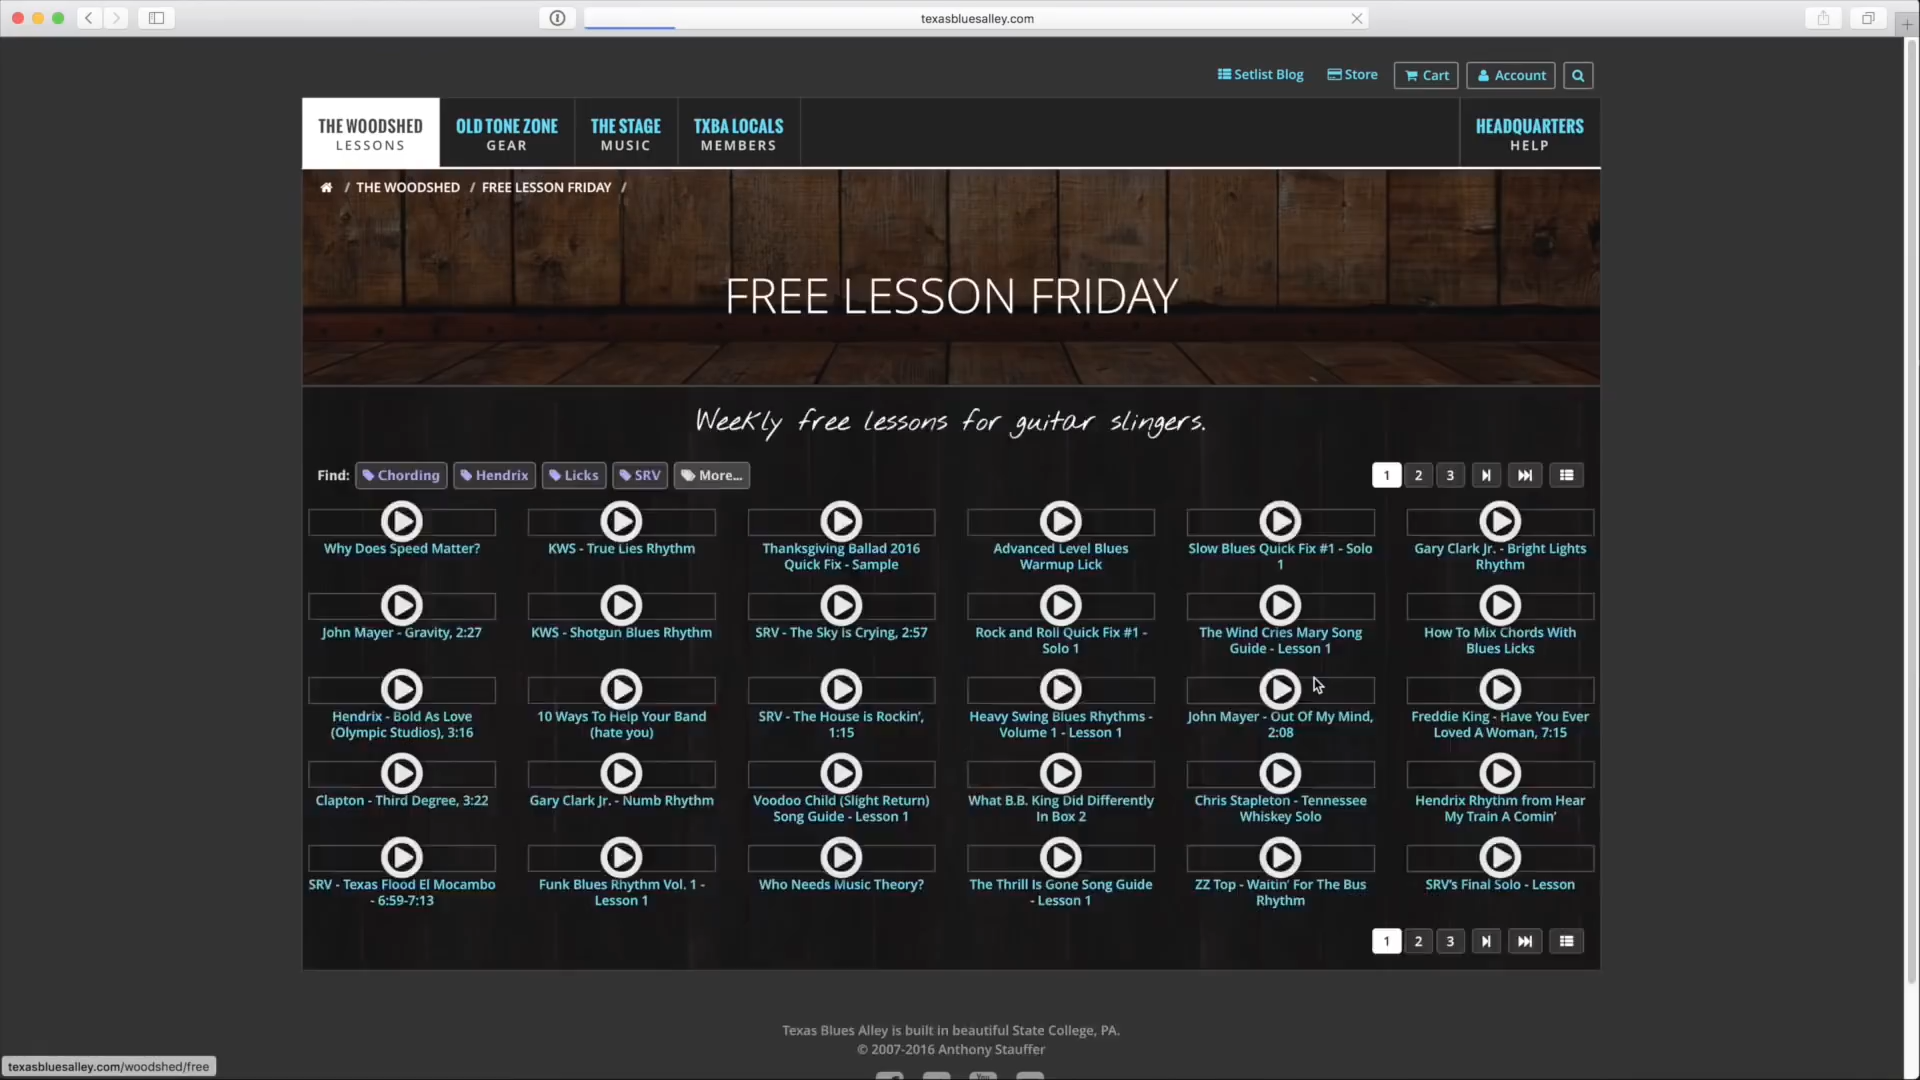 texasbluesalley.com
Setlist Blog Store Cart Account
THE WOODSHED OLD TONE ZONE THE STAGE TXBA LOCALS HEADQUARTERS
LESSONS GEAR MUSIC MEMBERS HELP
/ THE WOODSHED / FREE LESSON FRIDAY /
FREE LESSON FRIDAY
Weekly free lessons for guitar slingers.
Find: Chording Hendrix Licks SRV More... 1 2 3
Why Does Speed Matter?
KWS - True Lies Rhythm
Thanksgiving Ballad 2016
Quick Fix - Sample
Advanced Level Blues
Warmup Lick
Slow Blues Quick Fix #1 - Solo
1
Gary Clark Jr. - Bright Lights
Rhythm
John Mayer - Gravity, 2:27
KWS - Shotgun Blues Rhythm
SRV - The Sky is Crying, 2:57
Rock and Roll Quick Fix #1 -
Solo 1
The Wind Cries Mary Song
Guide - Lesson 1
How To Mix Chords With
Blues Licks
Hendrix - Bold As Love
(Olympic Studios), 3:16
10 Ways To Help Your Band
(hate you)
SRV - The House is Rockin',
1:15
Heavy Swing Blues Rhythms -
Volume 1 - Lesson 1
John Mayer - Out Of My Mind,
2:08
Freddie King - Have You Ever
Loved A Woman, 7:15
Clapton - Third Degree, 3:22
Gary Clark Jr. - Numb Rhythm
Voodoo Child (Slight Return)
Song Guide - Lesson 1
What B.B. King Did Differently
In Box 2
Chris Stapleton - Tennessee
Whiskey Solo
Hendrix Rhythm from Hear
My Train A Comin'
SRV - Texas Flood El Mocambo
- 6:59-7:13
Funk Blues Rhythm Vol. 1 -
Lesson 1
Who Needs Music Theory?
The Thrill Is Gone Song Guide
- Lesson 1
ZZ Top - Waitin' For The Bus
Rhythm
SRV's Final Solo - Lesson
1 2 3
Texas Blues Alley is built in beautiful State College, PA.
© 2007-2016 Anthony Stauffer
texasbluesalley.com/woodshed/free